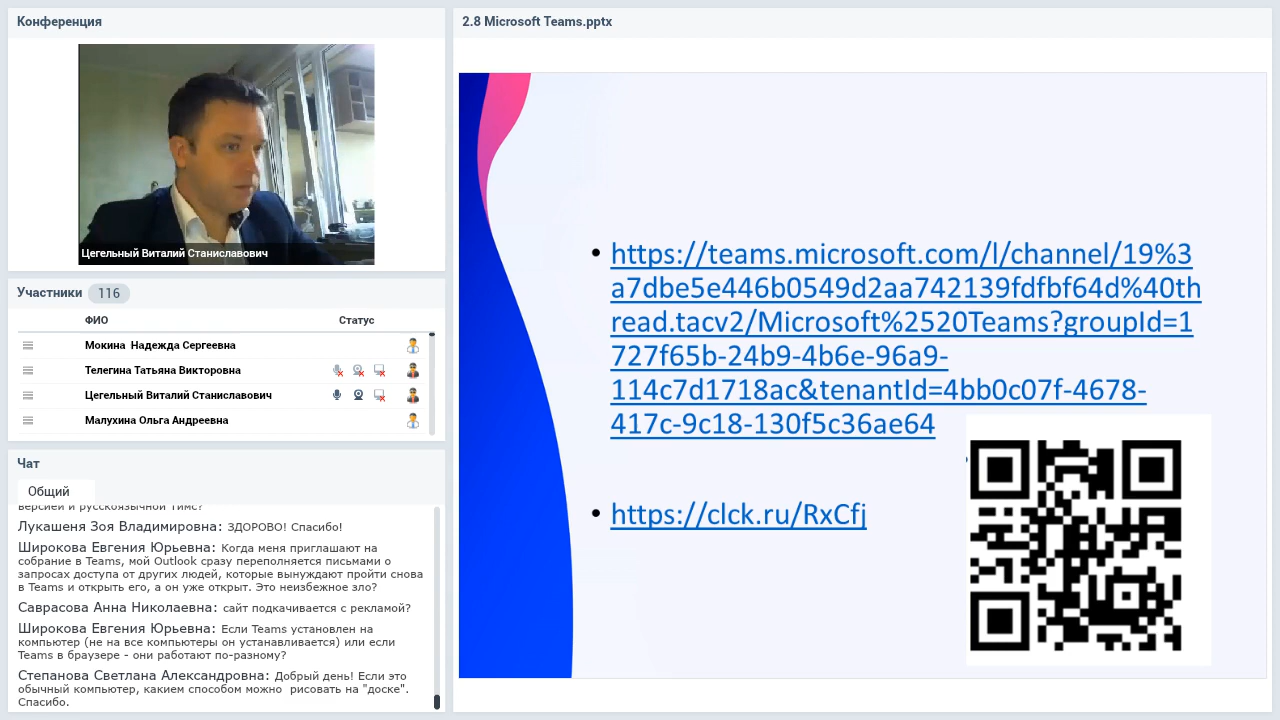 Конференция
Цегельный Виталий Станиславович
Участники 116
ФИО Статус
Мокина Надежда Сергеевна
Телегина Татьяна Викторовна
Цегельный Виталий Станиславович
Малухина Ольга Андреевна
Чат
Общий
версией и русскоязычной Тимс?
Лукашеня Зоя Владимировна: ЗДОРОВО! Спасибо!
Широкова Евгения Юрьевна: Когда меня приглашают на
собрание в Teams, мой Outlook сразу переполняется письмами о
запросах доступа от других людей, которые вынуждают пройти снова
в Teams и открыть его, а он уже открыт. Это неизбежное зло?
Саврасова Анна Николаевна: сайт подкачивается с рекламой?
Широкова Евгения Юрьевна: Если Teams установлен на
компьютер (не на все компьютеры он устанавливается) или если
Teams в браузере - они работают по-разному?
Степанова Светлана Александровна: Добрый день! Если это
обычный компьютер, какием способом можно рисовать на "доске".
Спасибо.
2.8 Microsoft Teams.pptx
• https://teams.microsoft.com/l/channel/19%3
a7dbe5e446b0549d2aa742139fdfbf64d%40th
read.tacv2/Microsoft%2520Teams?groupId=1
727f65b-24b9-4b6e-96a9-
114c7d1718ac&tenantId=4bb0c07f-4678-
417c-9c18-130f5c36ae64
• https://clck.ru/RxCfj